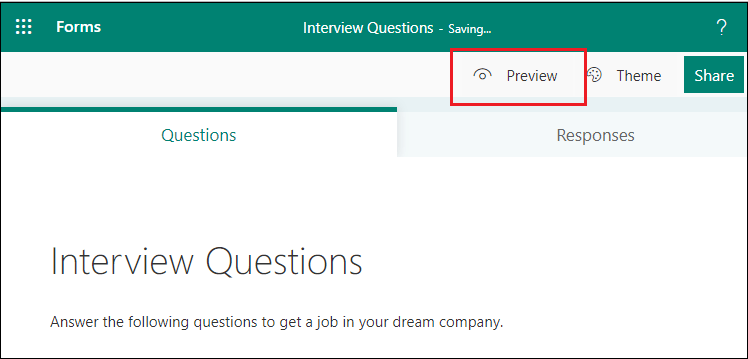 Forms Interview Questions - Saving... ?
Preview Theme Share
Questions Responses
Interview Questions
Answer the following questions to get a job in your dream company.